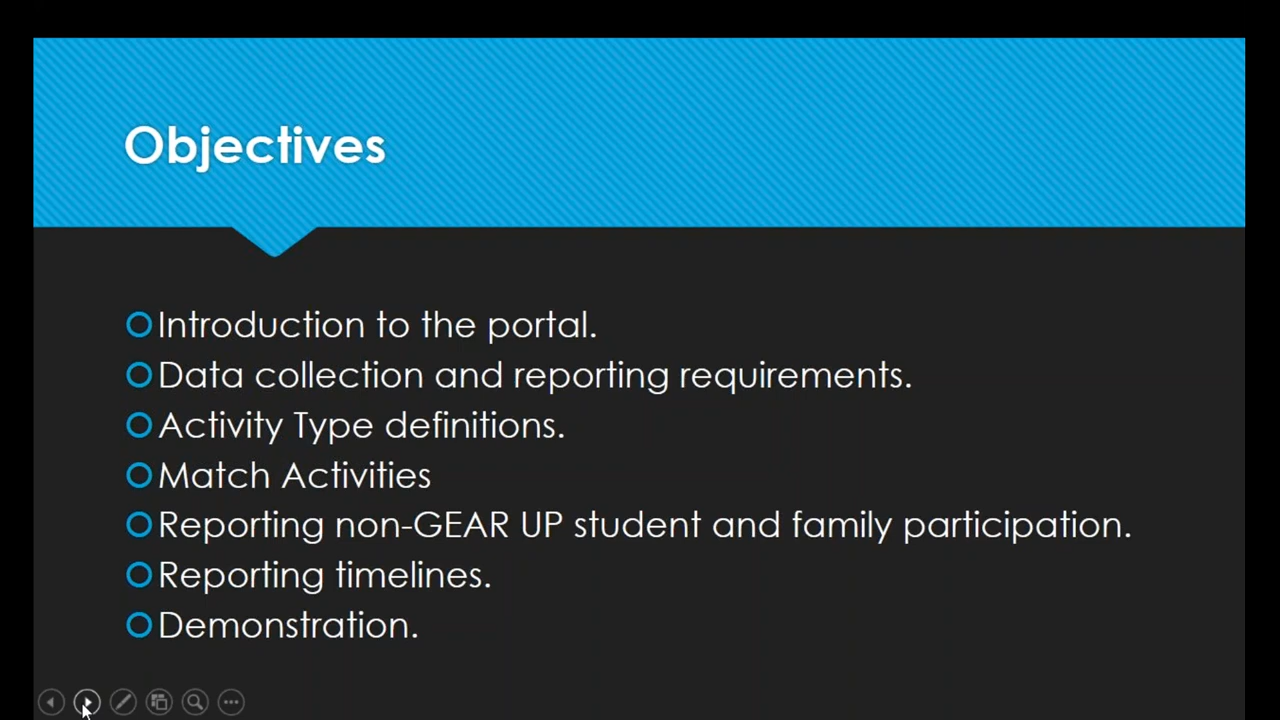 Objectives
Introduction to the portal.
Data collection and reporting requirements.
Activity Type definitions.
Match Activities
Reporting non-GEAR UP student and family participation.
Reporting timelines.
Demonstration.